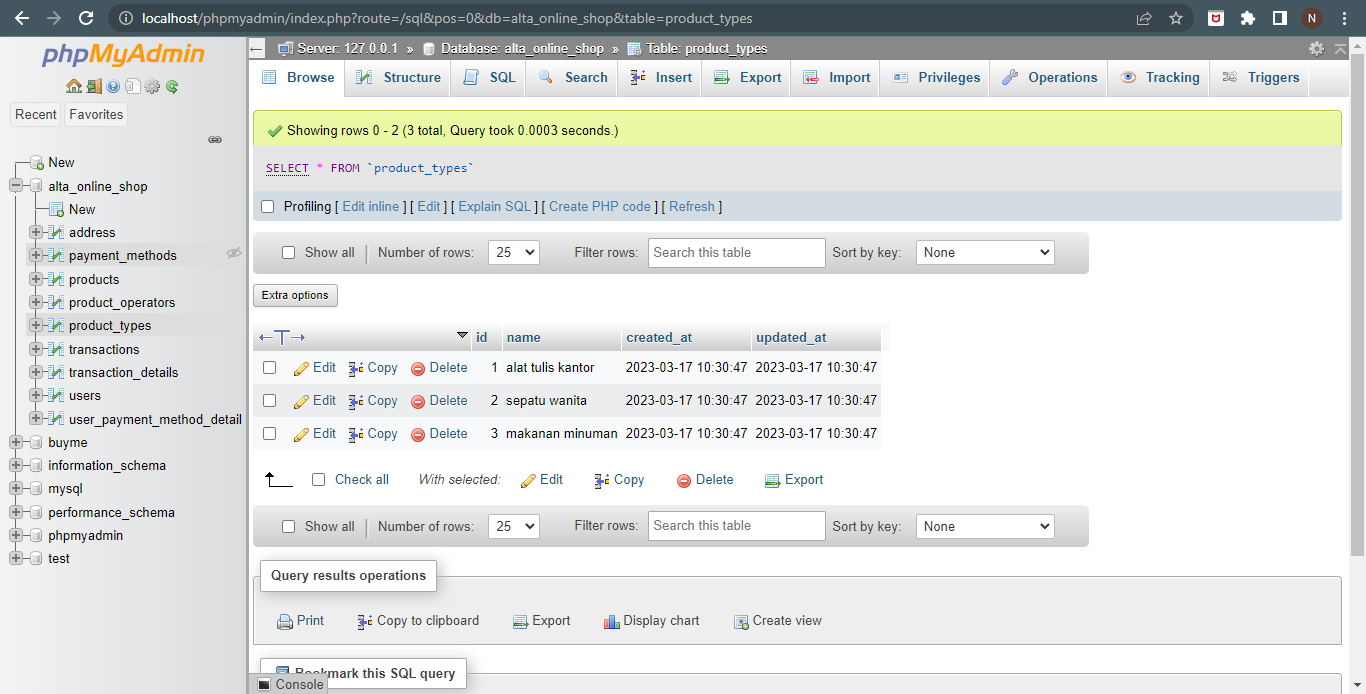 localhost/phpmyadmin/index.php?route=/sql&pos=0&db=alta_online_shop&table=product_types
N
phpMyAdmin
Recent Favorites
New
alta_online_shop
New
address
payment_methods
products
product_operators
product_types
transactions
transaction_details
users
user_payment_method_detail
buyme
information_schema
mysql
performance_schema
phpmyadmin
test
Server: 127.0.0.1 » Database: alta_online_shop » Table: product_types
Browse Structure SQL Search Insert Export Import Privileges Operations Tracking Triggers
Showing rows 0 - 2 (3 total, Query took 0.0003 seconds.)
SELECT * FROM `product_types`
Profiling [ Edit inline ] [ Edit ] [ Explain SQL ] [ Create PHP code ] [ Refresh ]
Show all Number of rows: 25 Filter rows: Search this table Sort by key: None
Extra options
id name created_at updated_at
Edit Copy Delete 1 alat tulis kantor 2023-03-17 10:30:47 2023-03-17 10:30:47
Edit Copy Delete 2 sepatu wanita 2023-03-17 10:30:47 2023-03-17 10:30:47
Edit Copy Delete 3 makanan minuman 2023-03-17 10:30:47 2023-03-17 10:30:47
Check all With selected: Edit Copy Delete Export
Show all Number of rows: 25 Filter rows: Search this table Sort by key: None
Query results operations
Print Copy to clipboard Export Display chart Create view
Bookmark this SQL query
Console